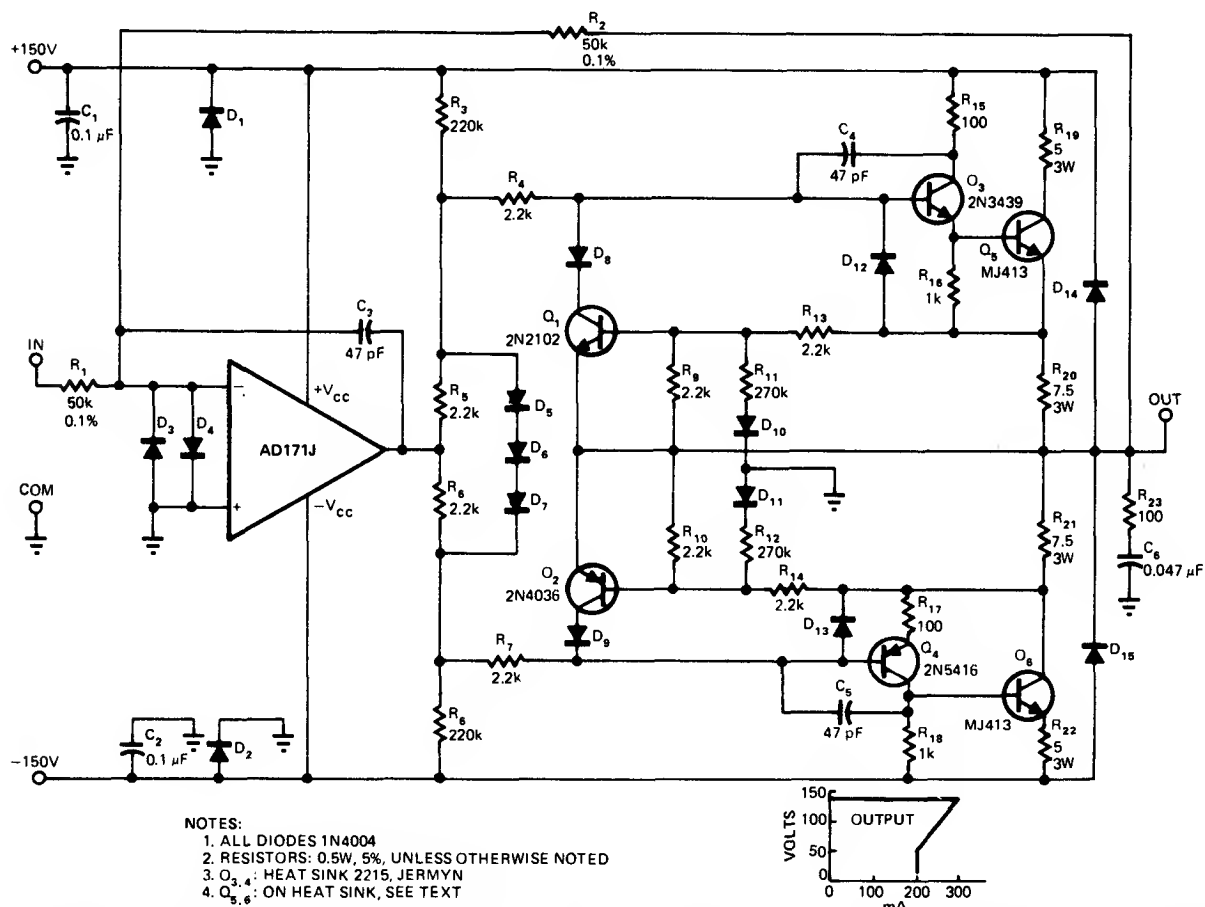 R2
50k
0.1%
+150V
C1
0.1 µF
D1
R3
220k
R15
100
R19
5
3W
C4
47 pF
R4
2.2k
O3
2N3439
D8
D12
Q5
MJ413
R16
1k
D14
C3
47 pF
Q1
2N2102
R13
2.2k
IN
R1
50k
0.1%
D3
D4
−
+VCC
AD171J
+
−VCC
R5
2.2k
D5
D6
D7
R6
2.2k
R9
2.2k
R11
270k
D10
R20
7.5
3W
OUT
COM
D11
R10
2.2k
R12
270k
R21
7.5
3W
R23
100
C6
0.047 µF
O2
2N4036
R14
2.2k
D9
D13
R17
100
Q4
2N5416
D15
R7
2.2k
C5
47 pF
O6
MJ413
R6
220k
R18
1k
R22
5
3W
C2
0.1 µF
D2
−150V
NOTES:
1. ALL DIODES 1N4004
2. RESISTORS: 0.5W, 5%, UNLESS OTHERWISE NOTED
3. O3,4: HEAT SINK 2215, JERMYN
4. Q5,6: ON HEAT SINK, SEE TEXT
VOLTS
150
100
50
0
OUTPUT
0 100 200 300
mA